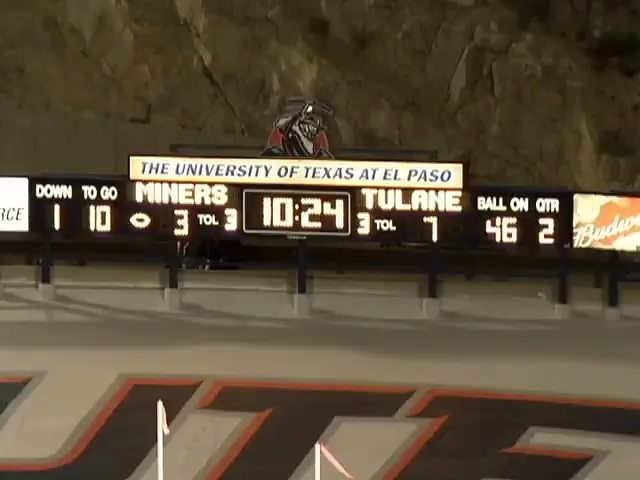 THE UNIVERSITY OF TEXAS AT EL PASO
DOWN TO GO MINERS 10:24 TULANE BALL ON QTR
1 10 3 TOL 3 3 TOL 7 46 2
UTE